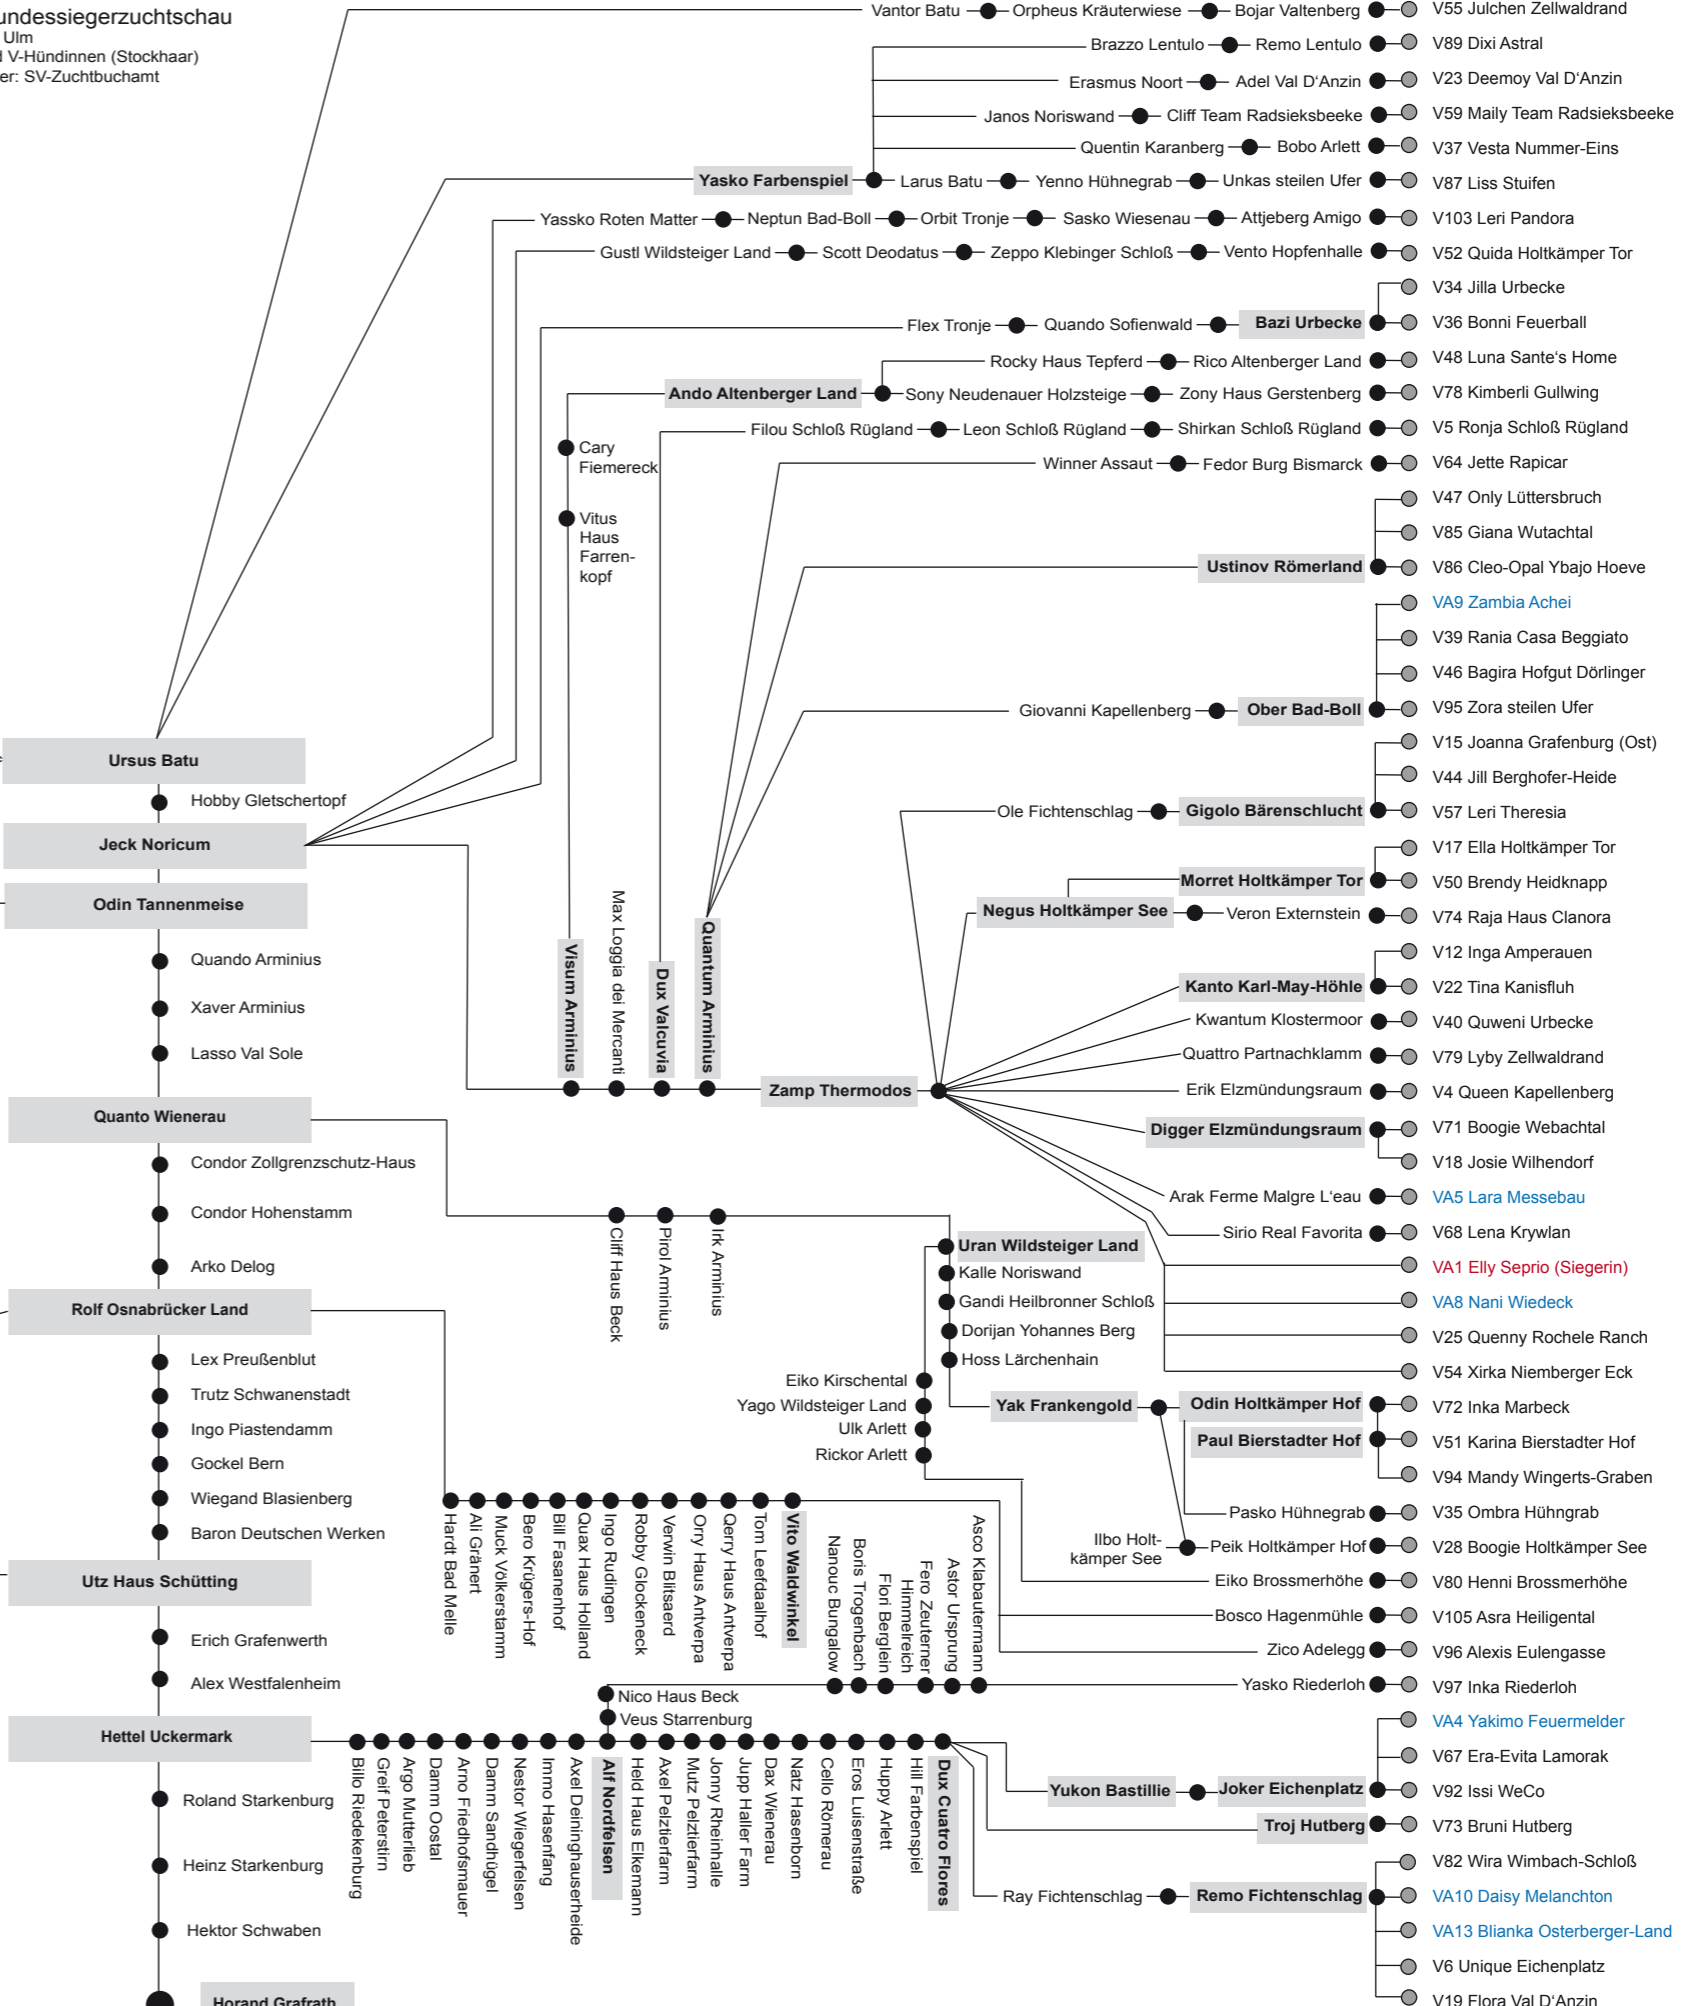 undessiegerzuchtschau
Ulm
d V-Hündinnen (Stockhaar)
er: SV-Zuchtbuchamt
Vantor Batu Orpheus Kräuterwiese Bojar Valtenberg V55 Julchen Zellwaldrand
Brazzo Lentulo Remo Lentulo V89 Dixi Astral
Erasmus Noort Adel Val D'Anzin V23 Deemoy Val D'Anzin
Janos Noriswand Cliff Team Radsieksbeeke V59 Maily Team Radsieksbeeke
Quentin Karanberg Bobo Arlett V37 Vesta Nummer-Eins
Yasko Farbenspiel Larus Batu Yenno Hühnegrab Unkas steilen Ufer V87 Liss Stuifen
Yassko Roten Matter Neptun Bad-Boll Orbit Tronje Sasko Wiesenau Attjeberg Amigo V103 Leri Pandora
Gustl Wildsteiger Land Scott Deodatus Zeppo Klebinger Schloß Vento Hopfenhalle V52 Quida Holtkämper Tor
V34 Jilla Urbecke
Flex Tronje Quando Sofienwald Bazi Urbecke V36 Bonni Feuerball
Rocky Haus Tepferd Rico Altenberger Land V48 Luna Sante's Home
Ando Altenberger Land Sony Neudenauer Holzsteige Zony Haus Gerstenberg V78 Kimberli Gullwing
Filou Schloß Rügland Leon Schloß Rügland Shirkan Schloß Rügland V5 Ronja Schloß Rügland
Cary
Fiemereck
Winner Assaut Fedor Burg Bismarck V64 Jette Rapicar
V47 Only Lüttersbruch
Vitus
Haus
Farren-
kopf
V85 Giana Wutachtal
Ustinov Römerland V86 Cleo-Opal Ybajo Hoeve
VA9 Zambia Achei
V39 Rania Casa Beggiato
V46 Bagira Hofgut Dörlinger
Giovanni Kapellenberg Ober Bad-Boll V95 Zora steilen Ufer
V15 Joanna Grafenburg (Ost)
Ursus Batu
V44 Jill Berghofer-Heide
Hobby Gletschertopf
Ole Fichtenschlag Gigolo Bärenschlucht V57 Leri Theresia
Jeck Noricum
V17 Ella Holtkämper Tor
Morret Holtkämper Tor V50 Brendy Heidknapp
Odin Tannenmeise
Negus Holtkämper See Veron Externstein V74 Raja Haus Clanora
Visum Arminius
Max Loggia dei Mercanti
Dux Valcuvia
Quantum Arminius
Quando Arminius
V12 Inga Amperauen
Kanto Karl-May-Höhle V22 Tina Kanisfluh
Xaver Arminius
Kwantum Klostermoor V40 Quweni Urbecke
Lasso Val Sole
Quattro Partnachklamm V79 Lyby Zellwaldrand
Zamp Thermodos
Erik Elzmündungsraum V4 Queen Kapellenberg
Quanto Wienerau
Digger Elzmündungsraum V71 Boogie Webachtal
Condor Zollgrenzschutz-Haus
V18 Josie Wilhendorf
Arak Ferme Malgre L'eau VA5 Lara Messebau
Condor Hohenstamm
Sirio Real Favorita V68 Lena Krywlan
Cliff Haus Beck
Pirol Arminius
Irk Arminius
Uran Wildsteiger Land
Arko Delog
Kalle Noriswand
VA1 Elly Seprio (Siegerin)
Gandi Heilbronner Schloß
VA8 Nani Wiedeck
Rolf Osnabrücker Land
Dorijan Yohannes Berg
V25 Quenny Rochele Ranch
Hoss Lärchenhain
Lex Preußenblut
V54 Xirka Niemberger Eck
Eiko Kirschental
Trutz Schwanenstadt
Yago Wildsteiger Land
Yak Frankengold Odin Holtkämper Hof V72 Inka Marbeck
Ingo Piastendamm
Ulk Arlett
Paul Bierstadter Hof V51 Karina Bierstadter Hof
Rickor Arlett
Gockel Bern
V94 Mandy Wingerts-Graben
Wiegand Blasienberg
Pasko Hühnegrab V35 Ombra Hühngrab
Baron Deutschen Werken
Ilbo Holt-
kämper See
Peik Holtkämper Hof V28 Boogie Holtkämper See
Utz Haus Schütting
Eiko Brossmerhöhe V80 Henni Brossmerhöhe
Hardt Bad Melle
Ali Gränert
Muck Völkerstamm
Bero Krügers-Hof
Bill Fasanenhof
Quax Haus Holland
Ingo Rudingen
Robby Glockeneck
Verwin Blitsaerd
Orry Haus Antverpa
Qerry Haus Antverpa
Tom Leefdaalhof
Vito Waldwinkel
Nanouc Bungalow
Boris Trogenbach
Flori Berglein
Himmelreich
Fero Zeuterner
Astor Ursprung
Asco Klabautermann
Bosco Hagenmühle V105 Asra Heiligental
Erich Grafenwerth
Zico Adelegg V96 Alexis Eulengasse
Alex Westfalenheim
Yasko Riederloh V97 Inka Riederloh
Nico Haus Beck
Veus Starrenburg
VA4 Yakimo Feuermelder
Hettel Uckermark
V67 Era-Evita Lamorak
Billo Riedekenburg
Greif Peterstirn
Argo Mutterlieb
Damm Oostal
Arno Friedhofsmauer
Damm Sandhügel
Nestor Wiegerfelsen
Immo Hasenfang
Axel Deininghauserheide
Alf Nordfelsen
Held Haus Elkemann
Axel Pelztierfarm
Mutz Pelztierfarm
Jonny Rheinhalle
Jupp Haller Farm
Dax Wienerau
Natz Hasenborn
Cello Römerau
Eros Luisenstraße
Huppy Arlett
Hill Farbenspiel
Dux Cuatro Flores
Yukon Bastillie Joker Eichenplatz V92 Issi WeCo
Roland Starkenburg
Troj Hutberg V73 Bruni Hutberg
Heinz Starkenburg
V82 Wira Wimbach-Schloß
Ray Fichtenschlag Remo Fichtenschlag VA10 Daisy Melanchton
Hektor Schwaben
VA13 Blianka Osterberger-Land
V6 Unique Eichenplatz
Horand Grafrath
V19 Flora Val D'Anzin